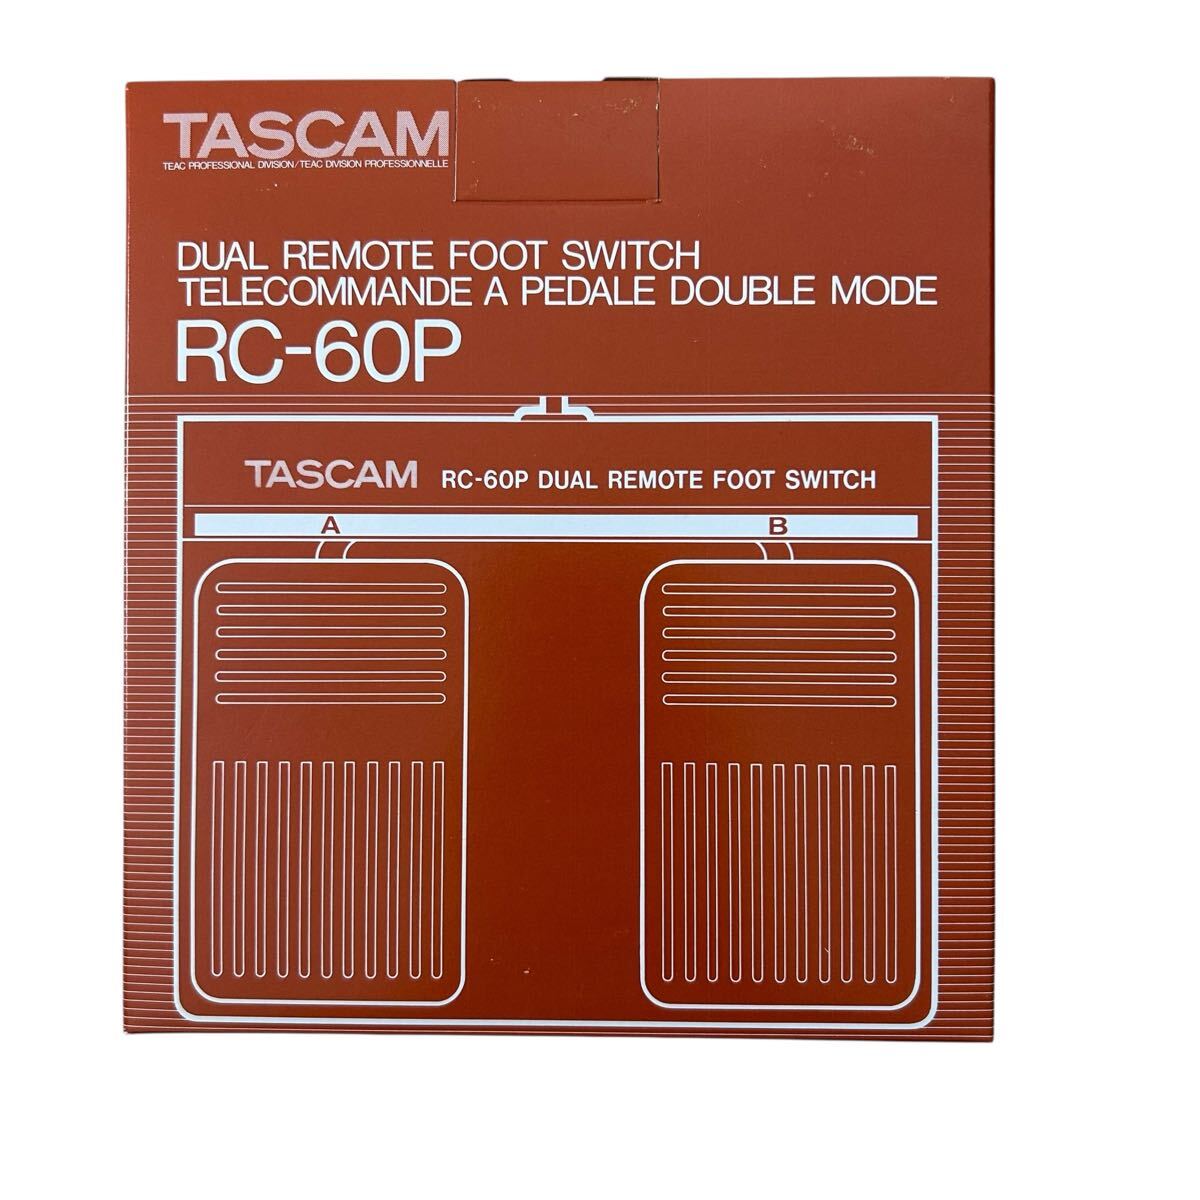 TASCAM
TEAC PROFESSIONAL DIVISION/TEAC DIVISION PROFESSIONNELLE
DUAL REMOTE FOOT SWITCH
TELECOMMANDE A PEDALE DOUBLE MODE
RC-60P
TASCAM RC-60P DUAL REMOTE FOOT SWITCH
A B